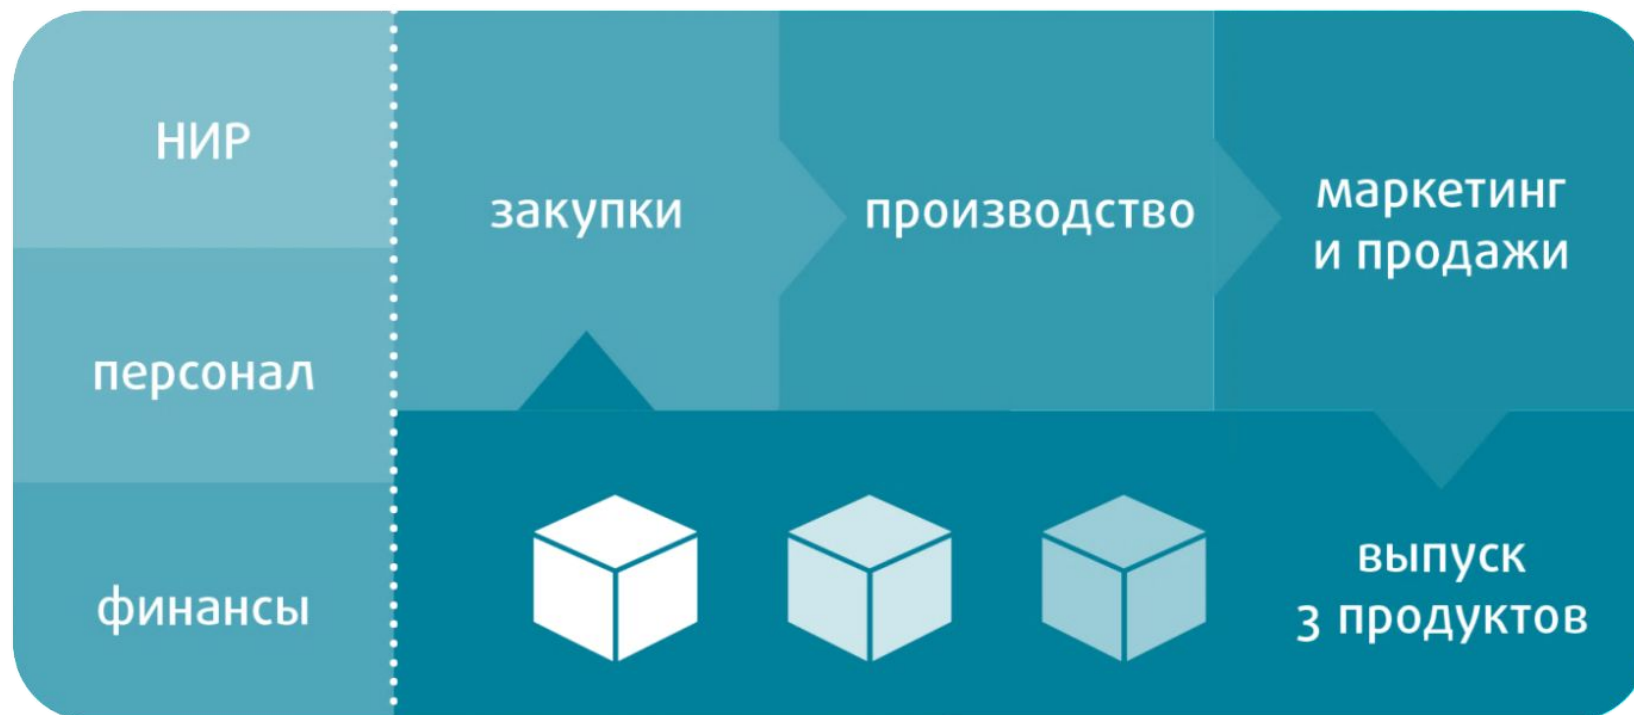 НИР
персонал
финансы
закупки
производство
маркетинг
и продажи
выпуск
3 продуктов